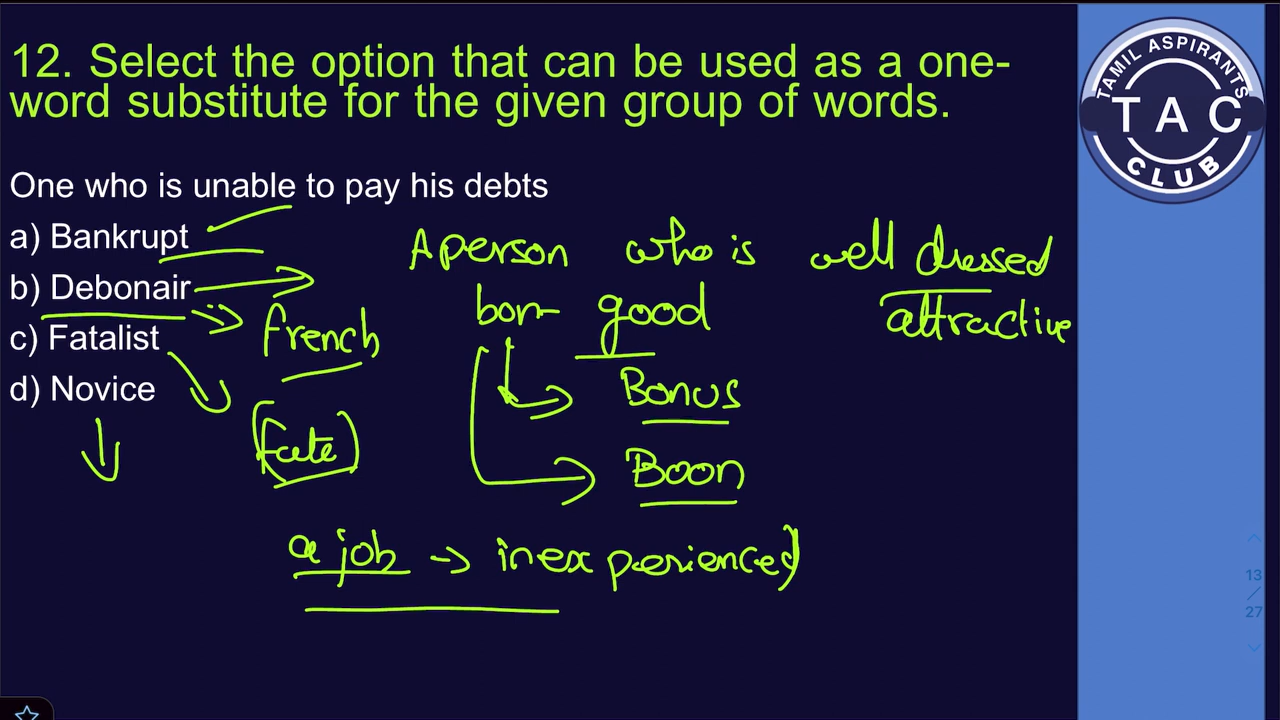 12. Select the option that can be used as a one-
word substitute for the given group of words.
TAMIL ASPIRANTS
TAC
CLUB
One who is unable to pay his debts
a) Bankrupt
A person who is well dressed
b) Debonair
bon good attractive
french
c) Fatalist
Bonus
d) Novice
(fate)
Boon
a job → inexperienced
13
/
27